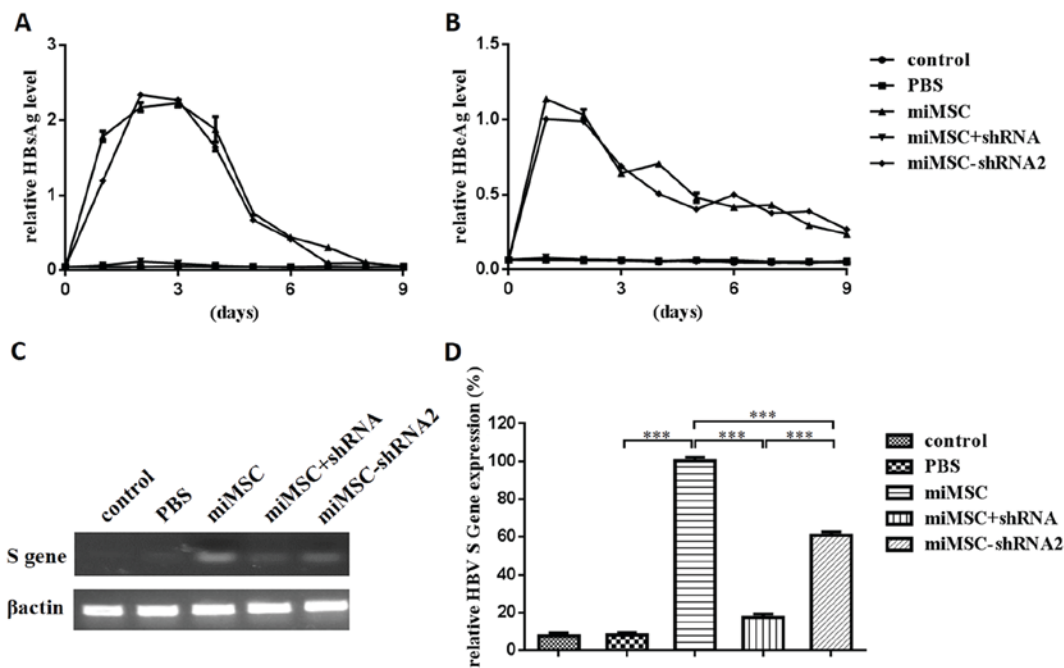 A
relative HBsAg level
3
2
1
0
0 3 6 9
(days)
B
relative HBeAg level
1.5
1.0
0.5
0.0
0 3 6 9
(days)
control
PBS
miMSC
miMSC+shRNA
miMSC-shRNA2
C
control
PBS
miMSC
miMSC+shRNA
miMSC-shRNA2
S gene
βactin
D
relative HBV S Gene expression (%)
120
100
80
60
40
20
0
***
*** *** ***
control
PBS
miMSC
miMSC+shRNA
miMSC-shRNA2